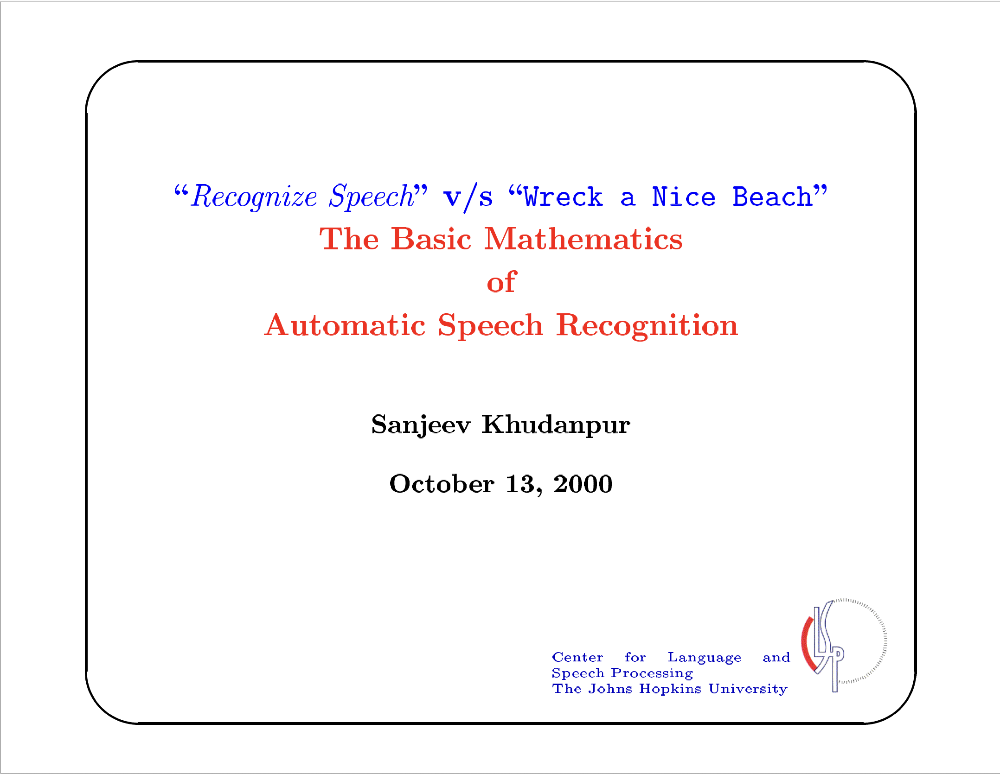 “Recognize Speech” v/s “Wreck a Nice Beach”
The Basic Mathematics
of
Automatic Speech Recognition
Sanjeev Khudanpur
October 13, 2000
Center for Language and
Speech Processing
The Johns Hopkins University
LSP